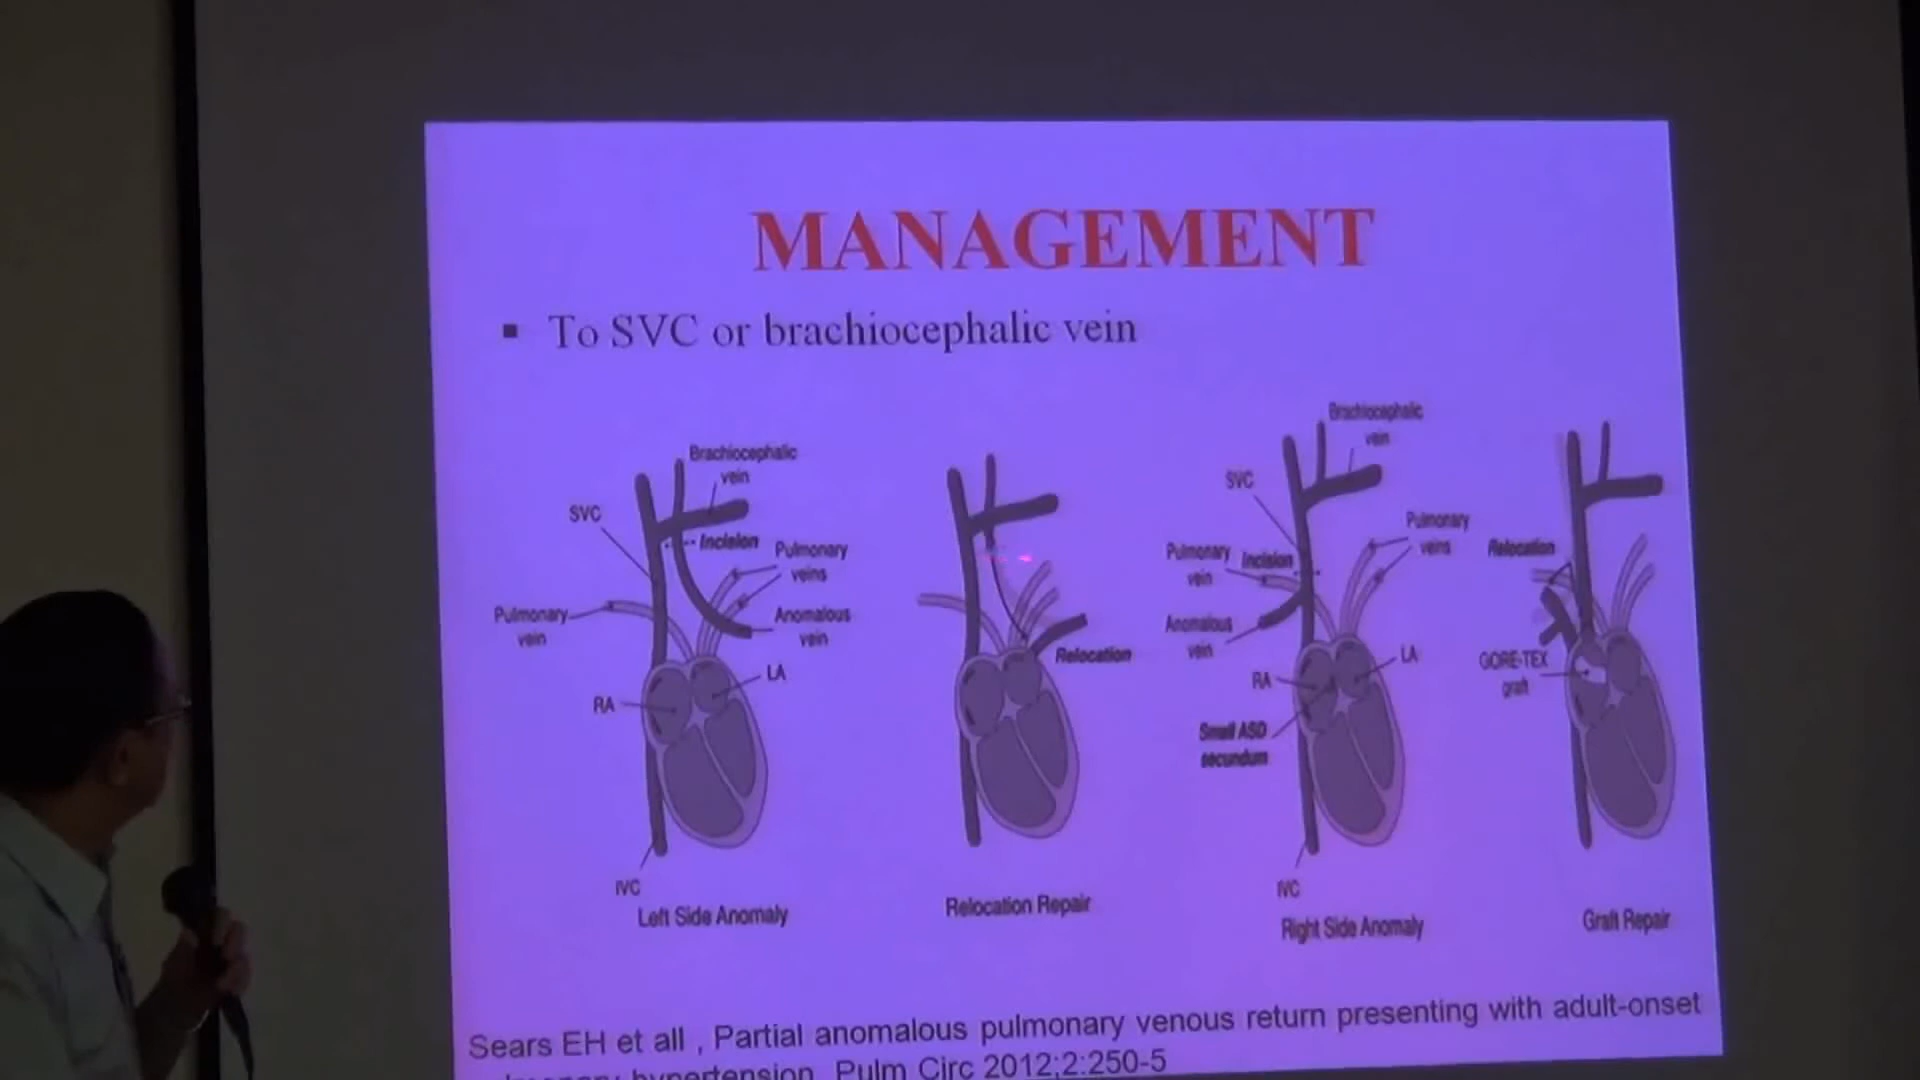 MANAGEMENT
▪ To SVC or brachiocephalic vein
Brachiocephalic
vein
SVC
Incision
Pulmonary
veins
Pulmonary
vein
Anomalous
vein
LA
RA
IVC
Left Side Anomaly
Relocation
Relocation Repair
Brachiocephalic
vein
SVC
Pulmonary
veins
Pulmonary
vein
Incision
Anomalous
vein
LA
RA
Small ASD
secundum
IVC
Right Side Anomaly
Relocation
GORE-TEX
graft
Graft Repair
Sears EH et all , Partial anomalous pulmonary venous return presenting with adult-onset
hypertension. Pulm Circ 2012;2:250-5